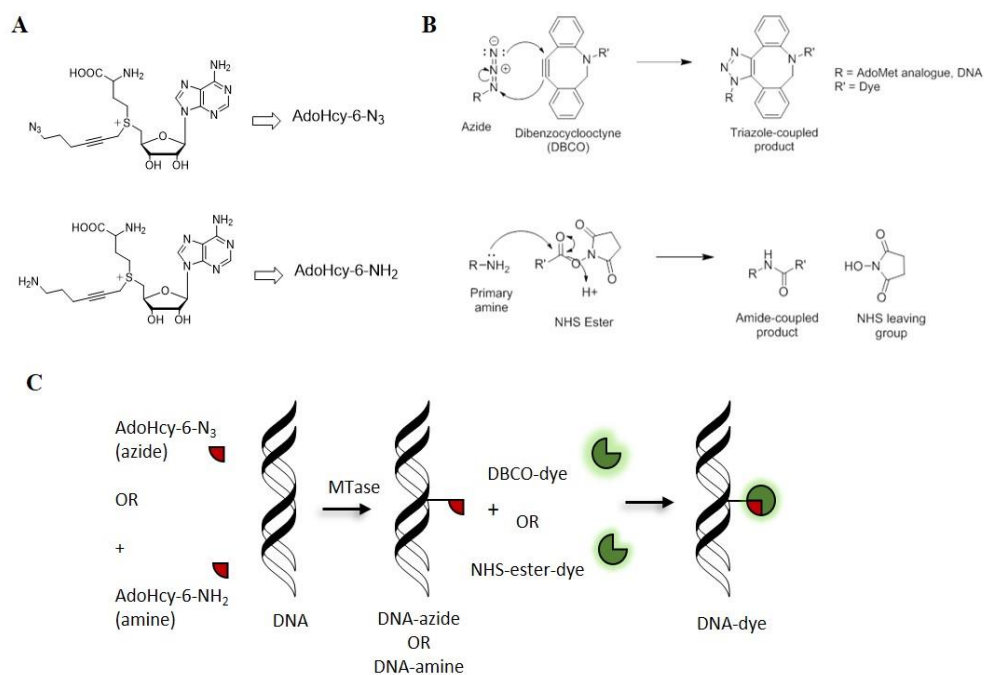 A
NH2
HOOC
NH2
N
N
N
N
N3
S
+
O
OH
OH
AdoHcy-6-N3
NH2
HOOC
NH2
N
N
N
N
H2N
S
+
O
OH
OH
AdoHcy-6-NH2
B
N
N
N
R
N
R'
Azide
Dibenzocyclooctyne
(DBCO)
N
N
N
R
N
R'
Triazole-coupled
product
R = AdoMet analogue, DNA
R' = Dye
R-NH2
Primary
amine
O
R'
O
N
O
O
H+
NHS Ester
H
R
N
R'
O
Amide-coupled
product
O
HO
N
O
NHS leaving
group
C
AdoHcy-6-N3
(azide)
OR
+
AdoHcy-6-NH2
(amine)
DNA
MTase
DNA-azide
OR
DNA-amine
+
DBCO-dye
OR
NHS-ester-dye
DNA-dye